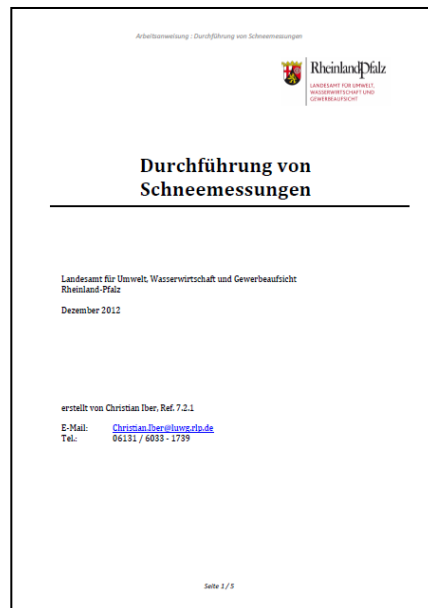 Arbeitsanweisung : Durchführung von Schneemessungen
RheinlandPfalz
LANDESAMT FÜR UMWELT,
WASSERWIRTSCHAFT UND
GEWERBEAUFSICHT
Durchführung von
Schneemessungen
Landesamt für Umwelt, Wasserwirtschaft und Gewerbeaufsicht
Rheinland-Pfalz
Dezember 2012
erstellt von Christian Iber, Ref. 7.2.1
E-Mail: Christian.Iber@luwg.rlp.de
Tel.: 06131 / 6033 - 1739
Seite 1 / 5